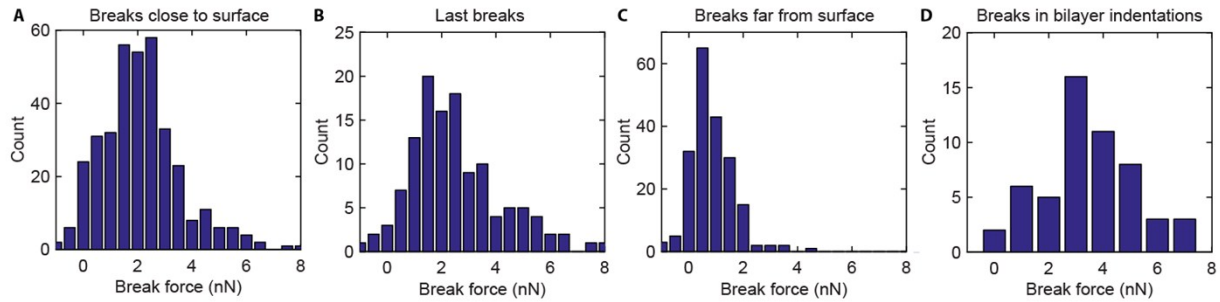 A Breaks close to surface
60
40
20
0
Count
0 2 4 6 8
Break force (nN)
B Last breaks
25
20
15
10
5
0
Count
0 2 4 6 8
Break force (nN)
C Breaks far from surface
60
40
20
0
Count
0 2 4 6 8
Break force (nN)
D Breaks in bilayer indentations
20
15
10
5
0
Count
0 2 4 6 8
Break force (nN)